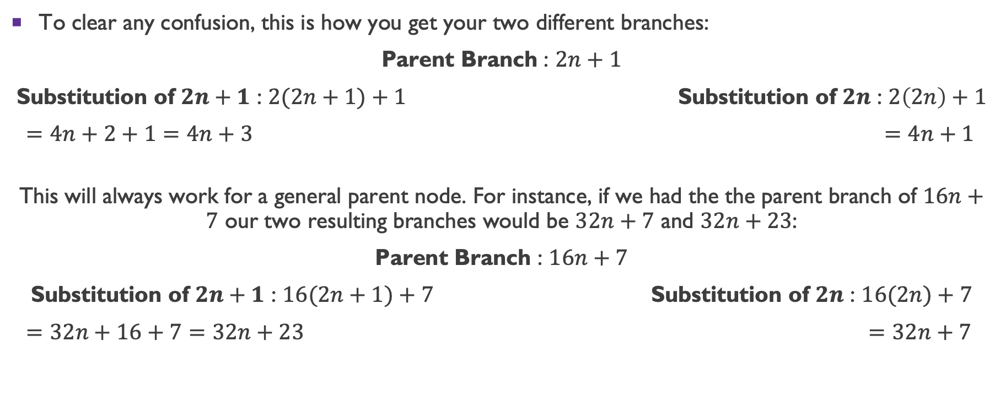 ▪ To clear any confusion, this is how you get your two different branches:
Parent Branch : 2n + 1
Substitution of 2n + 1 : 2(2n + 1) + 1
Substitution of 2n : 2(2n) + 1
= 4n + 2 + 1 = 4n + 3
= 4n + 1
This will always work for a general parent node. For instance, if we had the the parent branch of 16n +
7 our two resulting branches would be 32n + 7 and 32n + 23:
Parent Branch : 16n + 7
Substitution of 2n + 1 : 16(2n + 1) + 7
Substitution of 2n : 16(2n) + 7
= 32n + 16 + 7 = 32n + 23
= 32n + 7